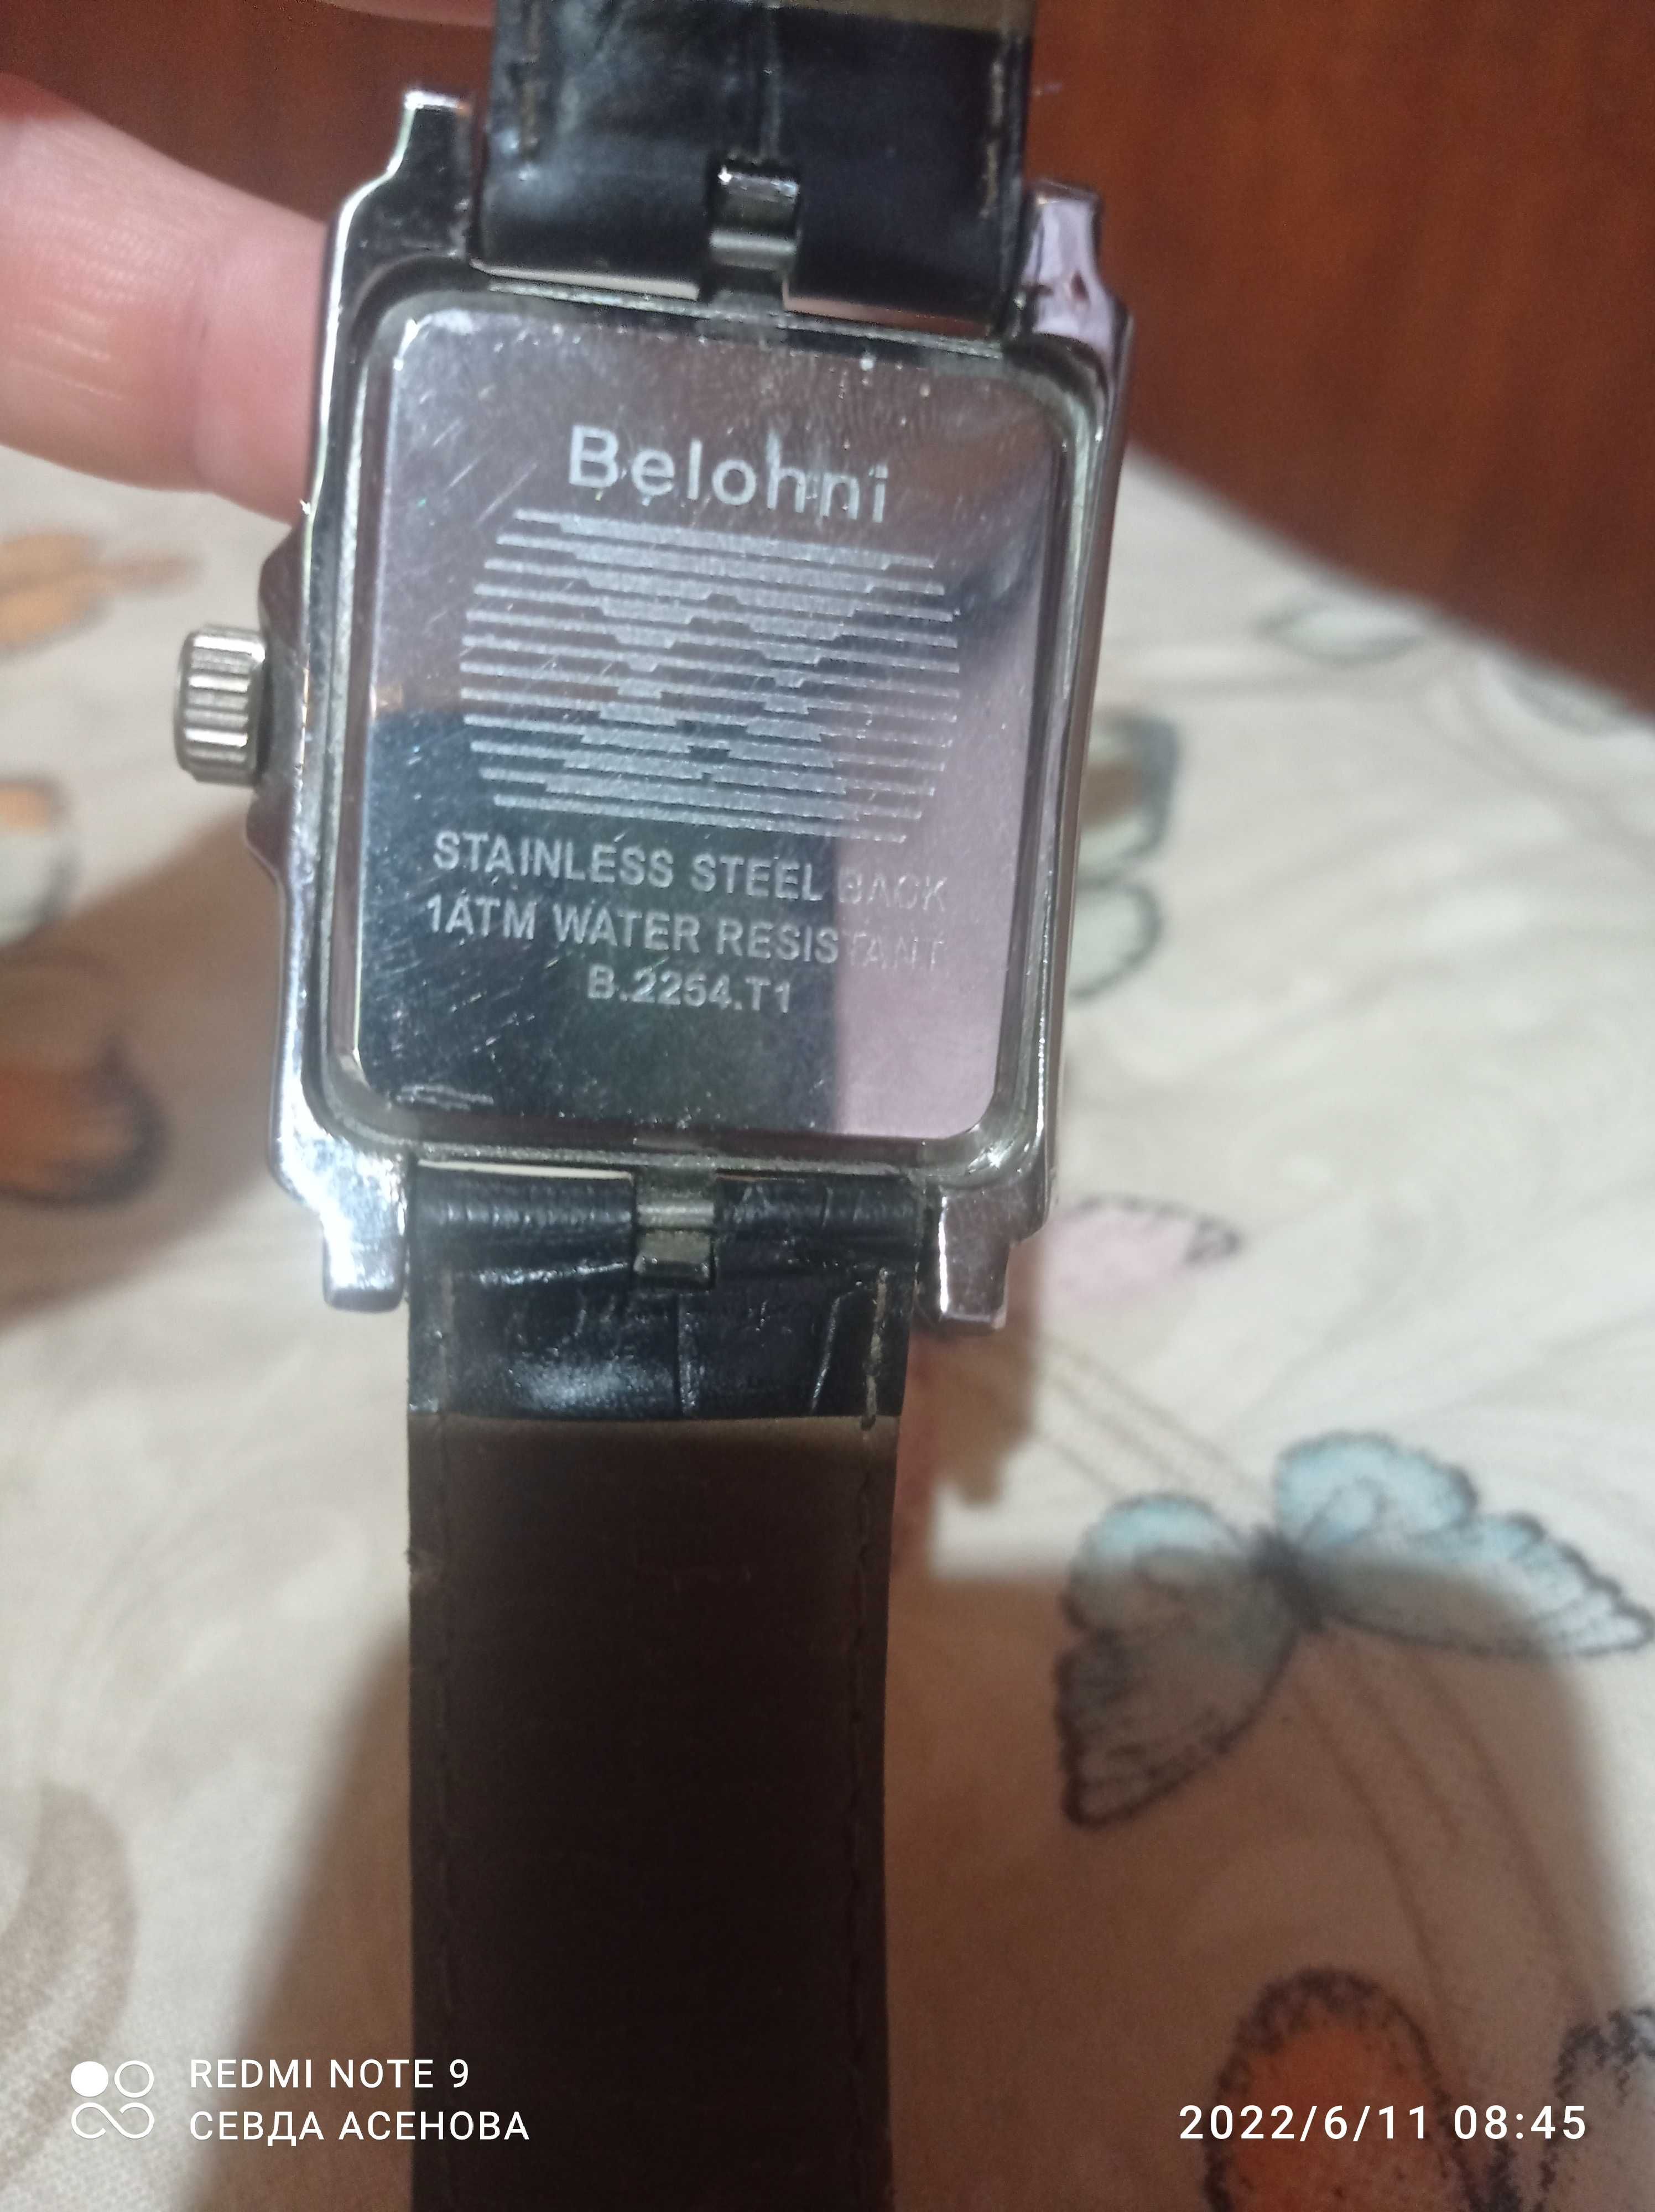 Belohni
STAINLESS STEEL BACK
1ATM WATER RESISTANT
B.2254.T1
REDMI NOTE 9
СЕВДА АСЕНОВА
2022/6/11 08:45